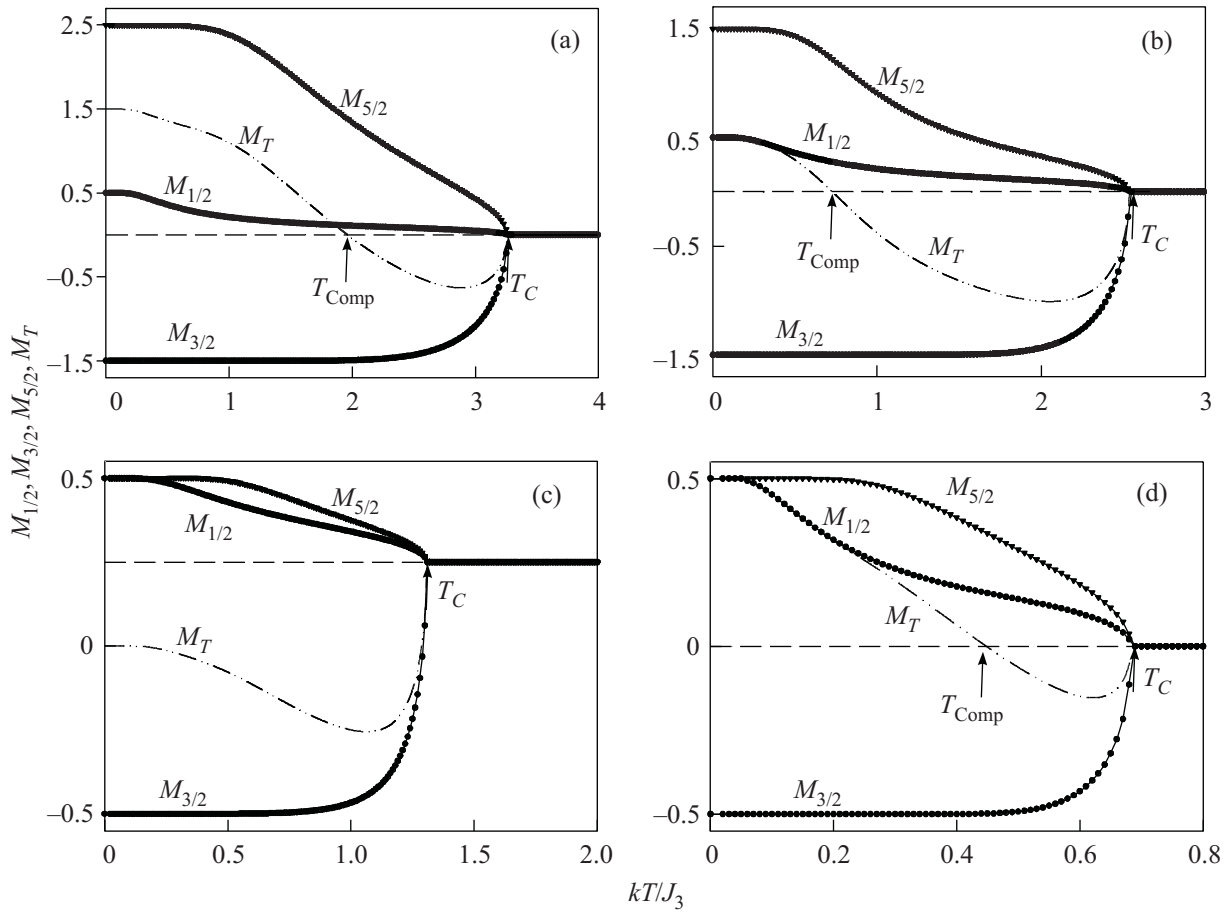 (a)
2.5
1.5
0.5
–0.5
–1.5
M5/2
MT
M1/2
TComp
TC
M3/2
0 1 2 3 4
(b)
1.5
0.5
–0.5
–1.5
M5/2
M1/2
TComp
MT
TC
M3/2
0 1 2 3
M1/2, M3/2, M5/2, MT
(c)
0.5
0
–0.5
M5/2
M1/2
TC
MT
M3/2
0 0.5 1.0 1.5 2.0
(d)
0.5
0
–0.5
M5/2
M1/2
MT
TC
TComp
M3/2
0 0.2 0.4 0.6 0.8
kT/J3